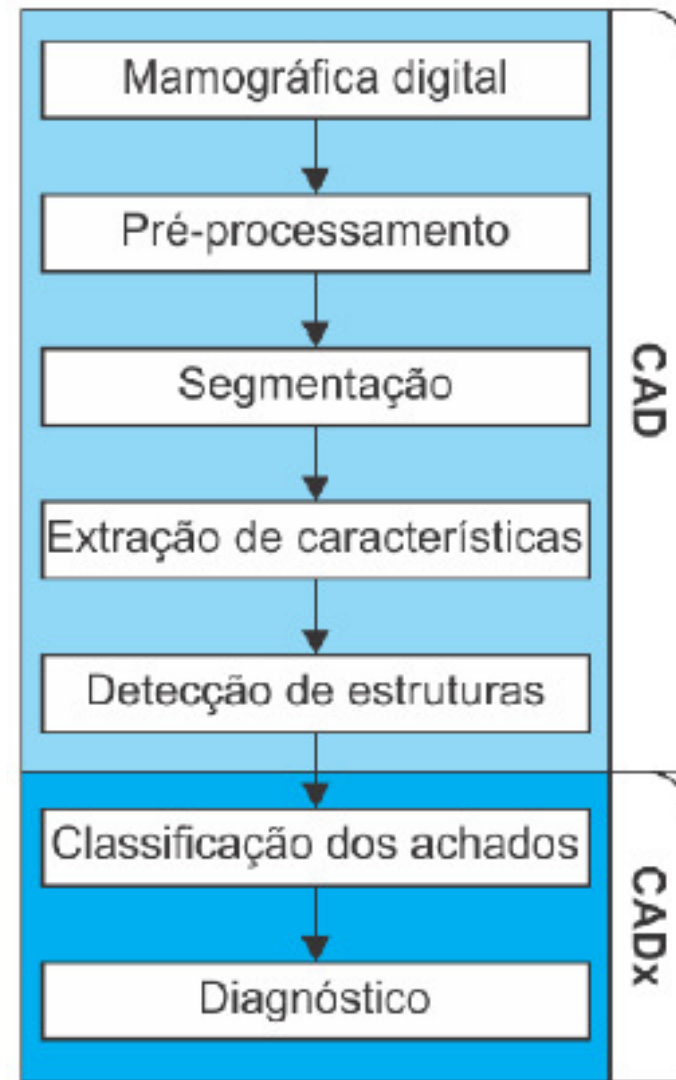 Mamográfica digital
Pré-processamento
Segmentação
Extração de características
Detecção de estruturas
CAD
Classificação dos achados
Diagnóstico
CADx